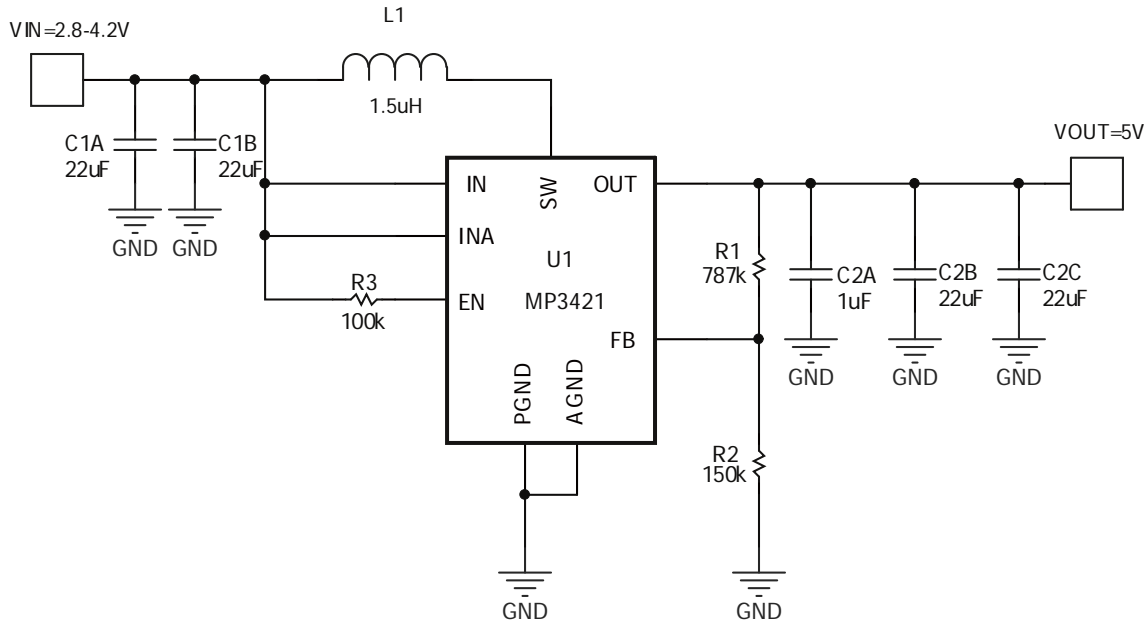 L1
VIN=2.8-4.2V
1.5uH
C1A
22uF
C1B
22uF
GND
GND
VOUT=5V
IN
SW
OUT
INA
U1
R3
100k
EN
MP3421
FB
PGND
AGND
R1
787k
C2A
1uF
C2B
22uF
C2C
22uF
GND
GND
GND
R2
150k
GND
GND